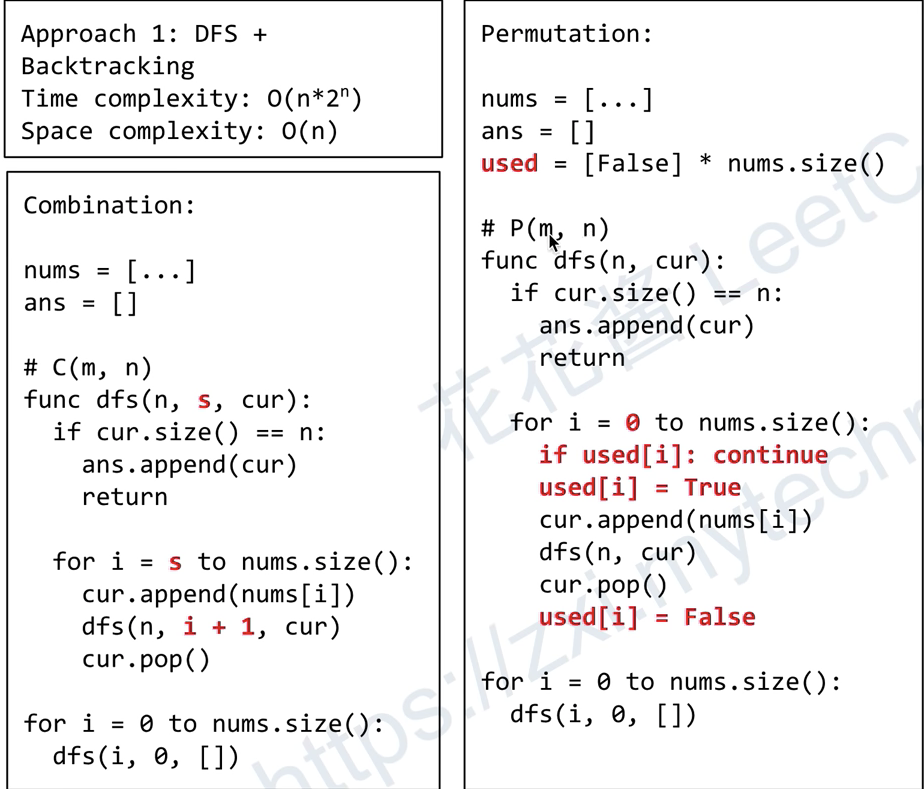 Approach 1: DFS +
Backtracking
Time complexity: O(n*2ⁿ)
Space complexity: O(n)
Combination:
nums = [...]
ans = []
# C(m, n)
func dfs(n, s, cur):
  if cur.size() == n:
    ans.append(cur)
    return
  for i = s to nums.size():
    cur.append(nums[i])
    dfs(n, i + 1, cur)
    cur.pop()
for i = 0 to nums.size():
  dfs(i, 0, [])
Permutation:
nums = [...]
ans = []
used = [False] * nums.size()
# P(m, n)
func dfs(n, cur):
  if cur.size() == n:
    ans.append(cur)
    return
  for i = 0 to nums.size():
    if used[i]: continue
    used[i] = True
    cur.append(nums[i])
    dfs(n, cur)
    cur.pop()
    used[i] = False
for i = 0 to nums.size():
  dfs(i, 0, [])
花花酱 LeetC
https://zxi.mytechr